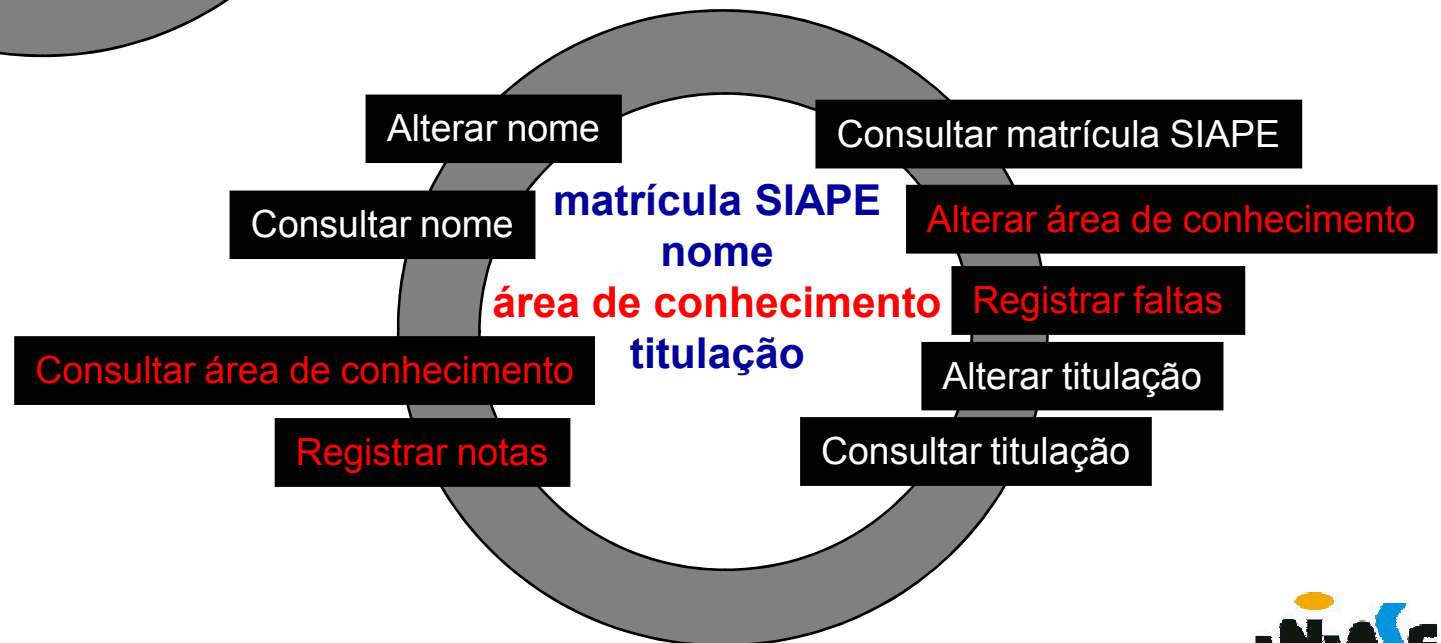 Alterar nome
Consultar nome
Consultar área de conhecimento
Registrar notas
matrícula SIAPE
nome
área de conhecimento
titulação
Consultar matrícula SIAPE
Alterar área de conhecimento
Registrar faltas
Alterar titulação
Consultar titulação